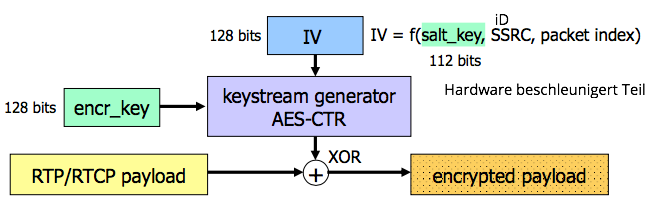 iD
128 bits
IV
IV = f(salt_key, SSRC, packet index)
112 bits
Hardware beschleunigert Teil
keystream generator
AES-CTR
128 bits
encr_key
XOR
RTP/RTCP payload
+
encrypted payload